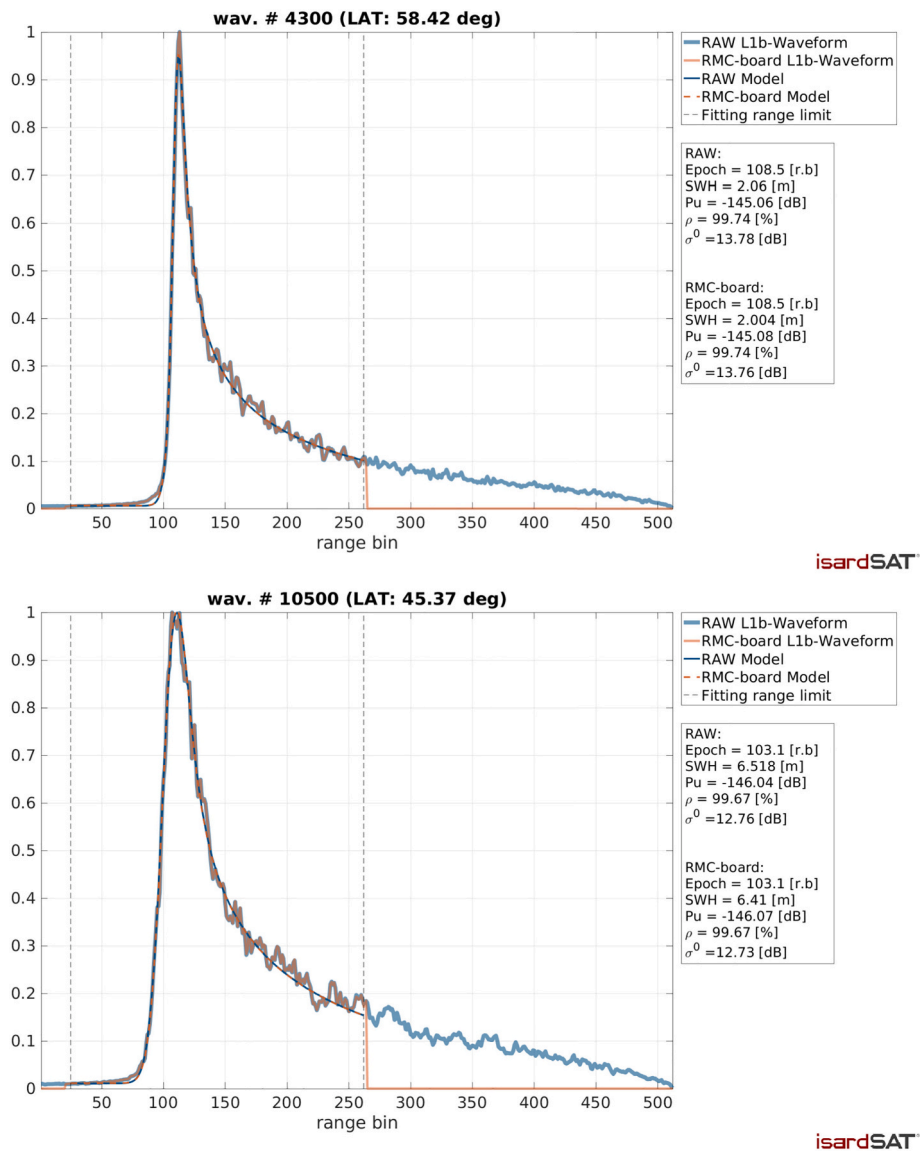 wav. # 4300 (LAT: 58.42 deg)
1
0.9
0.8
0.7
0.6
0.5
0.4
0.3
0.2
0.1
0
50 100 150 200 250 300 350 400 450 500
range bin
RAW L1b-Waveform
RMC-board L1b-Waveform
RAW Model
RMC-board Model
Fitting range limit
RAW:
Epoch = 108.5 [r.b]
SWH = 2.06 [m]
Pu = -145.06 [dB]
ρ = 99.74 [%]
σ⁰ =13.78 [dB]
RMC-board:
Epoch = 108.5 [r.b]
SWH = 2.004 [m]
Pu = -145.08 [dB]
ρ = 99.74 [%]
σ⁰ =13.76 [dB]
isardSAT®
wav. # 10500 (LAT: 45.37 deg)
1
0.9
0.8
0.7
0.6
0.5
0.4
0.3
0.2
0.1
0
50 100 150 200 250 300 350 400 450 500
range bin
RAW L1b-Waveform
RMC-board L1b-Waveform
RAW Model
RMC-board Model
Fitting range limit
RAW:
Epoch = 103.1 [r.b]
SWH = 6.518 [m]
Pu = -146.04 [dB]
ρ = 99.67 [%]
σ⁰ =12.76 [dB]
RMC-board:
Epoch = 103.1 [r.b]
SWH = 6.41 [m]
Pu = -146.07 [dB]
ρ = 99.67 [%]
σ⁰ =12.73 [dB]
isardSAT®